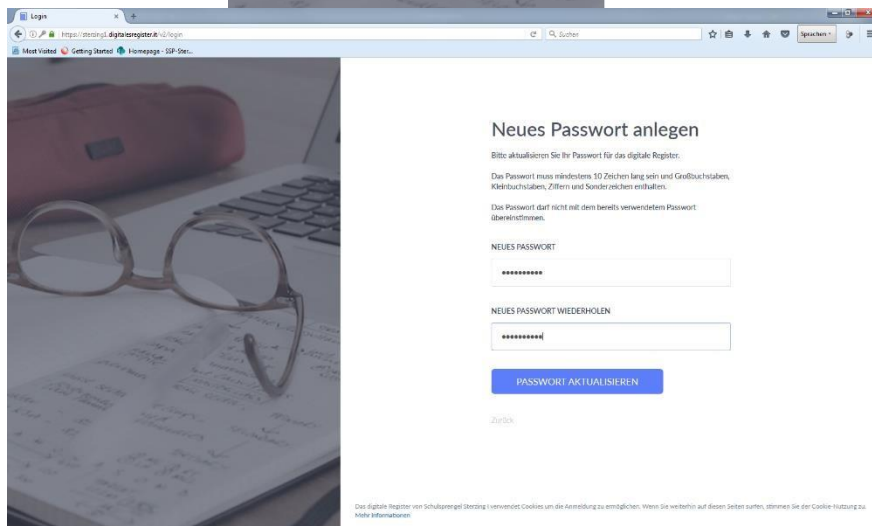 Login
https://sterzing1.digitalesregister.it/v2/login
Suchen
Sprachen
Most Visited
Getting Started
Homepage - SSP-Ster...
Neues Passwort anlegen
Bitte aktualisieren Sie Ihr Passwort für das digitale Register.
Das Passwort muss mindestens 10 Zeichen lang sein und Großbuchstaben,
Kleinbuchstaben, Ziffern und Sonderzeichen enthalten.
Das Passwort darf nicht mit dem bereits verwendetem Passwort
übereinstimmen.
NEUES PASSWORT
NEUES PASSWORT WIEDERHOLEN
PASSWORT AKTUALISIEREN
Zurück
Das digitale Register von Schulsprengel Sterzing I verwendet Cookies um die Anmeldung zu ermöglichen. Wenn Sie weiterhin auf diesen Seiten surfen, stimmen Sie der Cookie-Nutzung zu.
Mehr Informationen